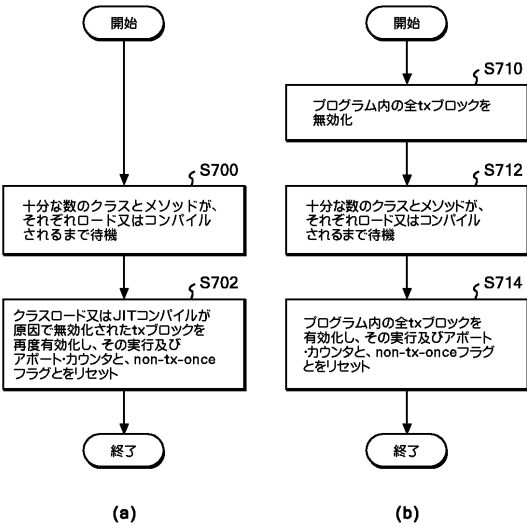 開始
S700
十分な数のクラスとメソッドが、
それぞれロード又はコンパイル
されるまで待機
S702
クラスロード又はJITコンパイルが
原因で無効化されたtxブロックを
再度有効化し、その実行及び
アボート・カウンタと、non-tx-once
フラグとをリセット
終了
(a)
開始
S710
プログラム内の全txブロックを
無効化
S712
十分な数のクラスとメソッドが、
それぞれロード又はコンパイル
されるまで待機
S714
プログラム内の全txブロックを
有効化し、その実行及びアボート
・カウンタと、non-tx-onceフラグ
とをリセット
終了
(b)